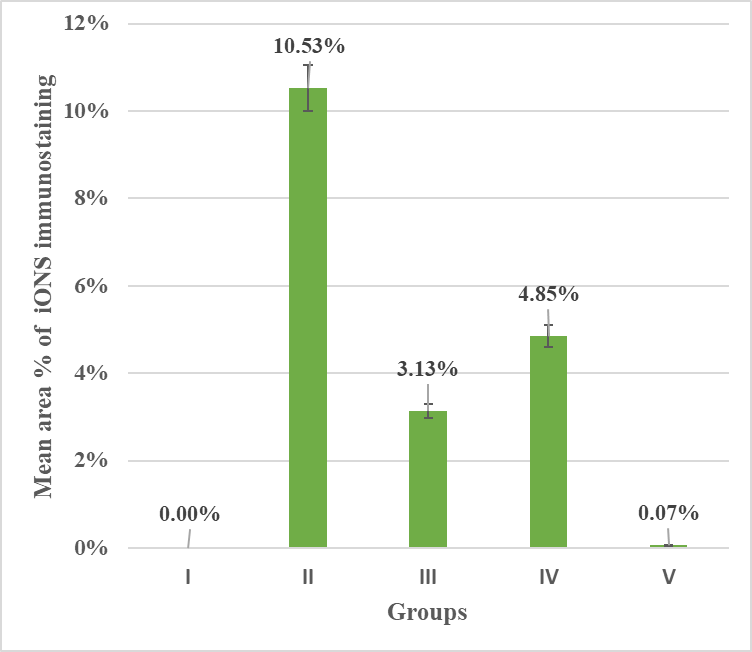 12%
10%
8%
6%
4%
2%
0%
Mean area % of iONS immunostaining
0.00%
10.53%
3.13%
4.85%
0.07%
I
II
III
IV
V
Groups